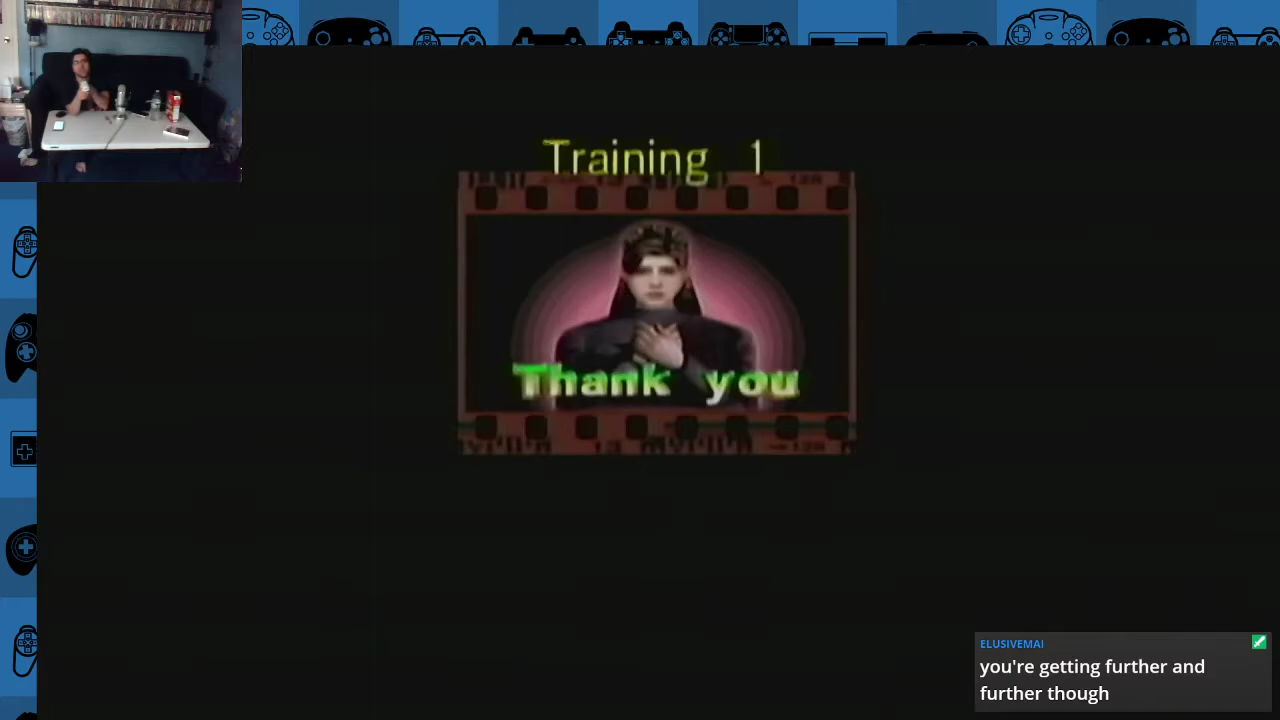 Training 1
Thank you
ELUSIVEMAI
you're getting further and
further though